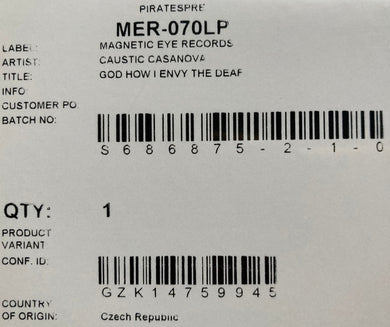 PIRATESPRE
MER-070LP
LABEL: MAGNETIC EYE RECORDS
ARTIST: CAUSTIC CASANOVA
TITLE: GOD HOW I ENVY THE DEAF
INFO:
CUSTOMER PO:
BATCH NO:
S686875-2-1-0
QTY: 1
PRODUCT
VARIANT
CONF. ID:
GZK14759945
COUNTRY
OF ORIGIN: Czech Republic